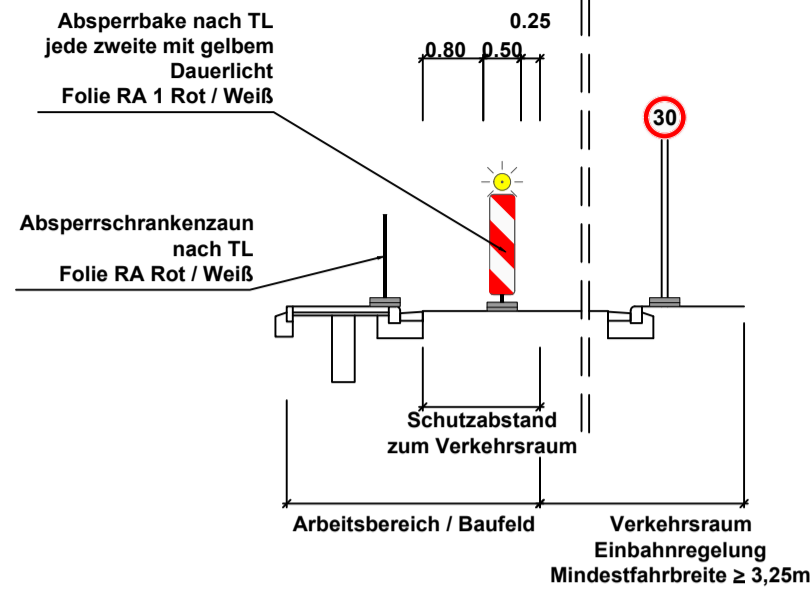 Absperrbake nach TL
jede zweite mit gelbem
Dauerlicht
Folie RA 1 Rot / Weiß
0.25
0.80 0.50
30
Absperrschrankenzaun
nach TL
Folie RA Rot / Weiß
Schutzabstand
zum Verkehrsraum
Arbeitsbereich / Baufeld
Verkehrsraum
Einbahnregelung
Mindestfahrbreite ≥ 3,25m